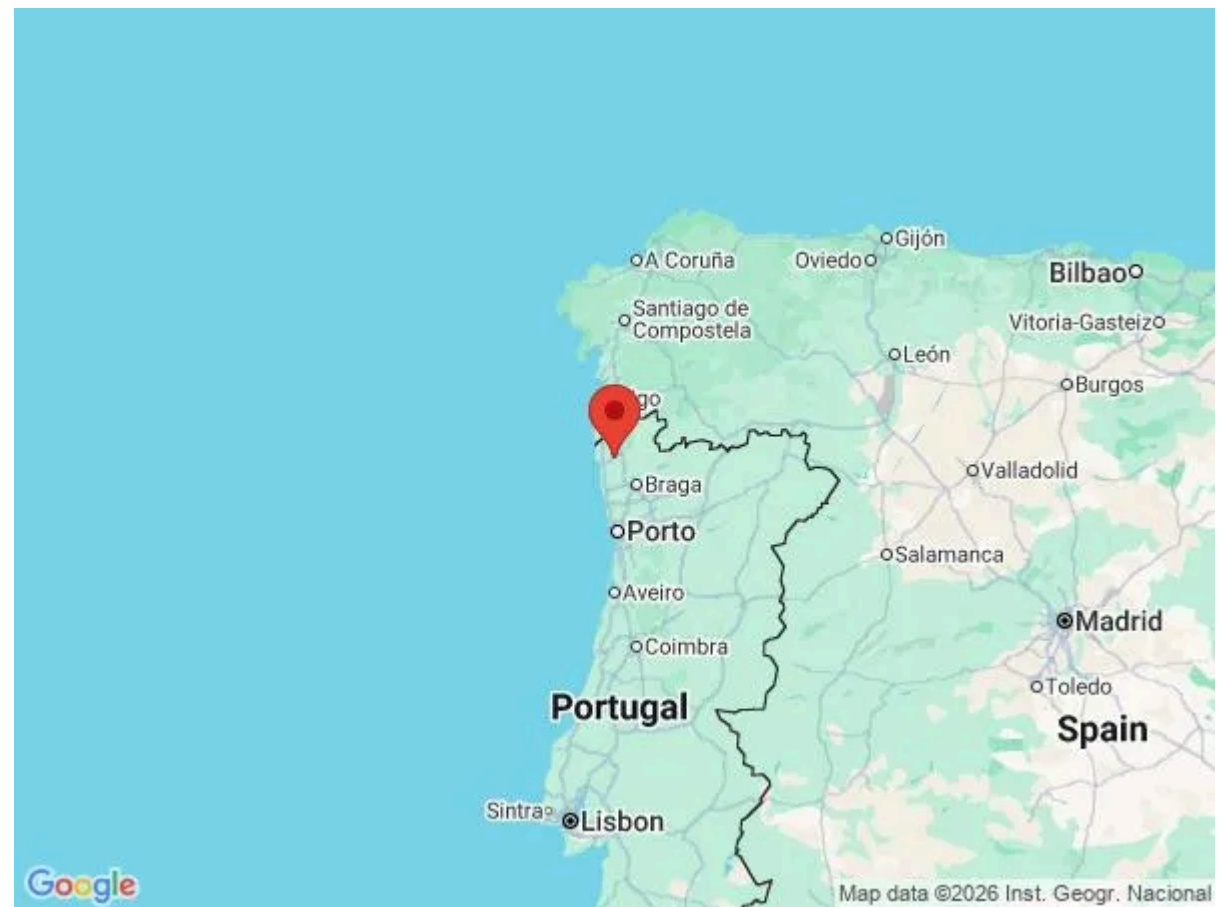 Gijón
A Coruña
Oviedo
Bilbao
Santiago de
Compostela
Vitoria-Gasteiz
León
Burgos
Valladolid
Braga
Porto
Salamanca
Aveiro
Madrid
Coimbra
Toledo
Portugal
Spain
Sintra
Lisbon
Google
Map data ©2026 Inst. Geogr. Nacional